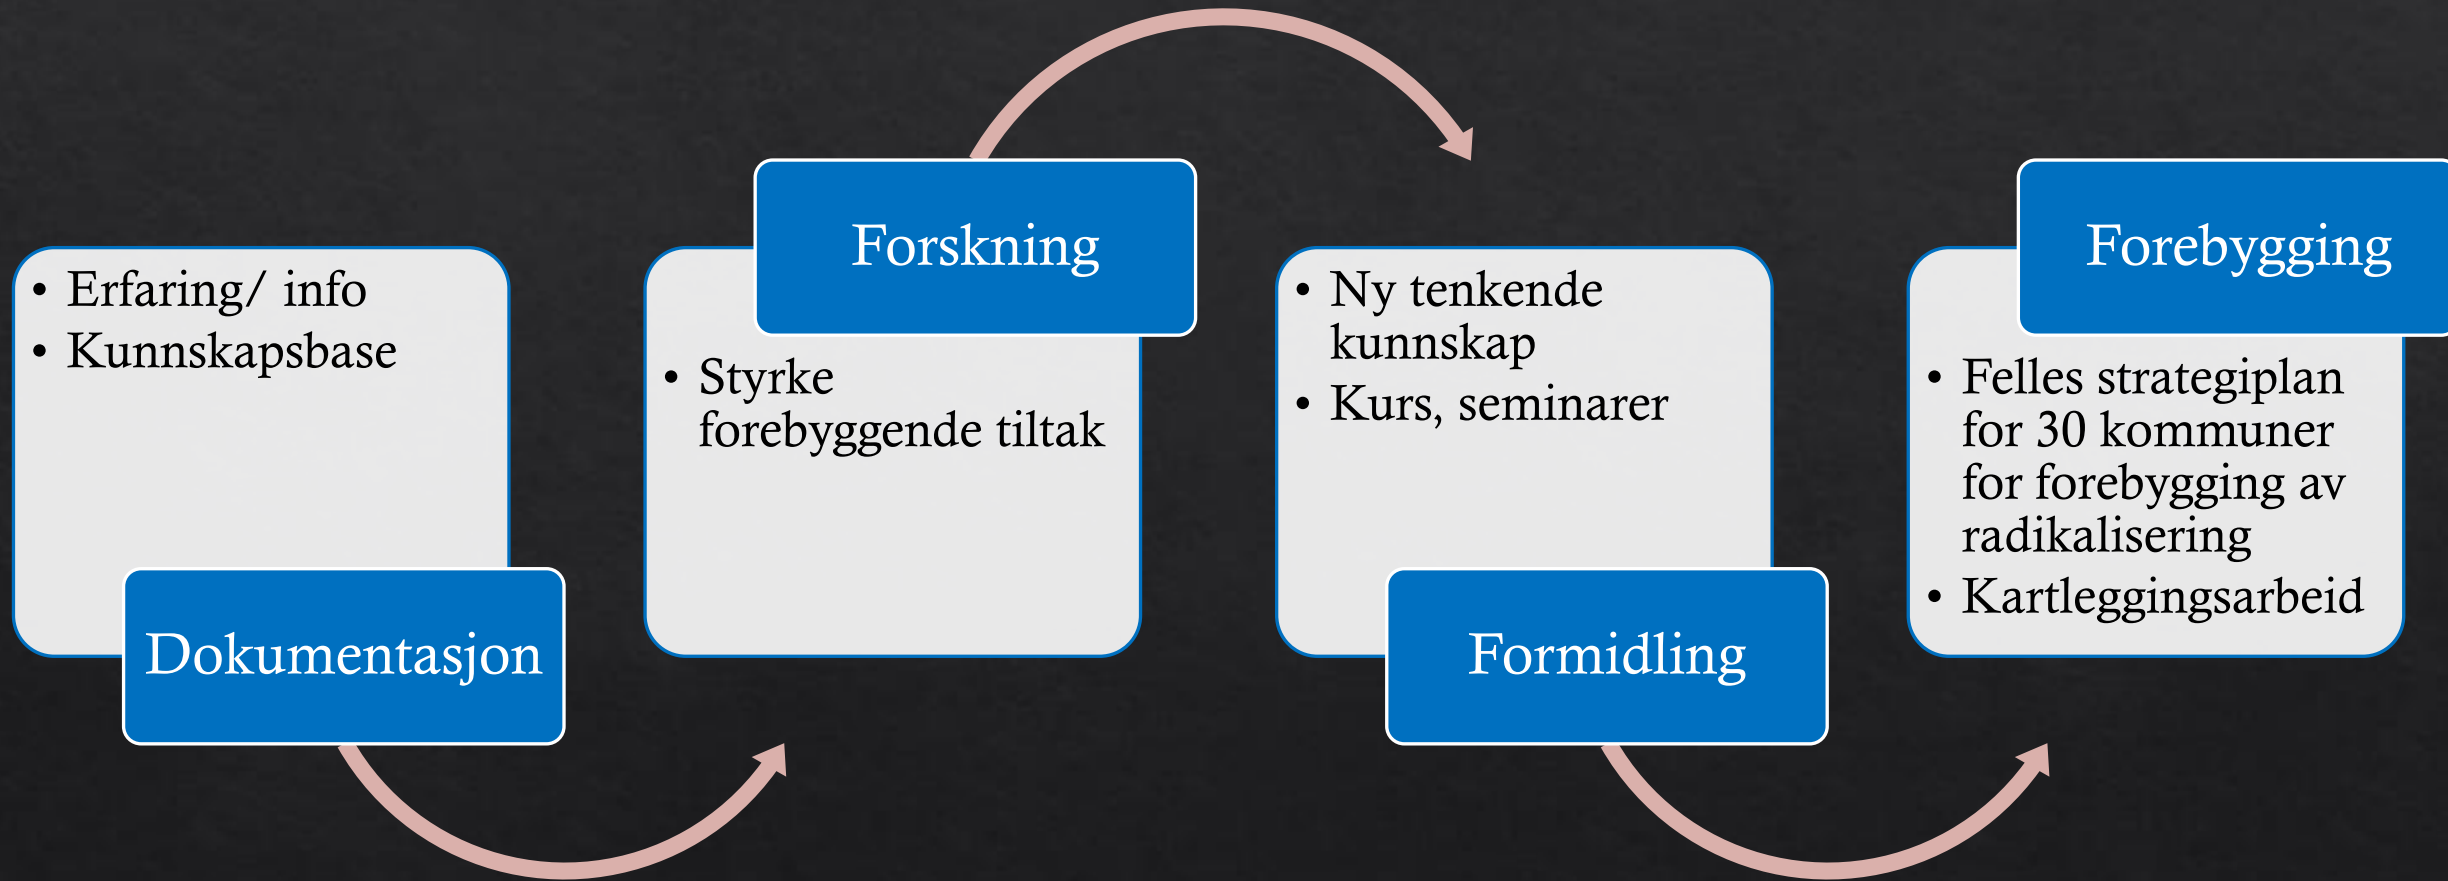 • Erfaring/ info
• Kunnskapsbase
Dokumentasjon
Forskning
• Styrke
forebyggende tiltak
• Ny tenkende
kunnskap
• Kurs, seminarer
Formidling
Forebygging
• Felles strategiplan
for 30 kommuner
for forebygging av
radikalisering
• Kartleggingsarbeid